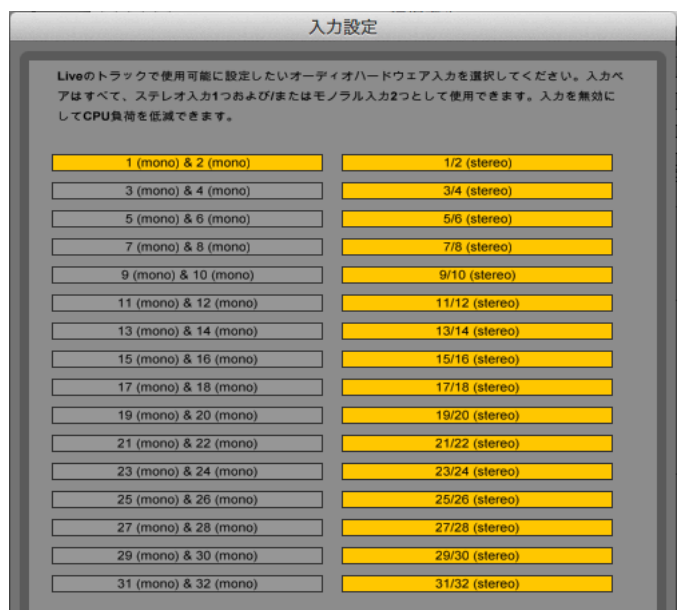 入力設定
Liveのトラックで使用可能に設定したいオーディオハードウェア入力を選択してください。入力ペ
アはすべて、ステレオ入力1つおよび/またはモノラル入力2つとして使用できます。入力を無効に
してCPU負荷を低減できます。
1 (mono) & 2 (mono) 1/2 (stereo)
3 (mono) & 4 (mono) 3/4 (stereo)
5 (mono) & 6 (mono) 5/6 (stereo)
7 (mono) & 8 (mono) 7/8 (stereo)
9 (mono) & 10 (mono) 9/10 (stereo)
11 (mono) & 12 (mono) 11/12 (stereo)
13 (mono) & 14 (mono) 13/14 (stereo)
15 (mono) & 16 (mono) 15/16 (stereo)
17 (mono) & 18 (mono) 17/18 (stereo)
19 (mono) & 20 (mono) 19/20 (stereo)
21 (mono) & 22 (mono) 21/22 (stereo)
23 (mono) & 24 (mono) 23/24 (stereo)
25 (mono) & 26 (mono) 25/26 (stereo)
27 (mono) & 28 (mono) 27/28 (stereo)
29 (mono) & 30 (mono) 29/30 (stereo)
31 (mono) & 32 (mono) 31/32 (stereo)